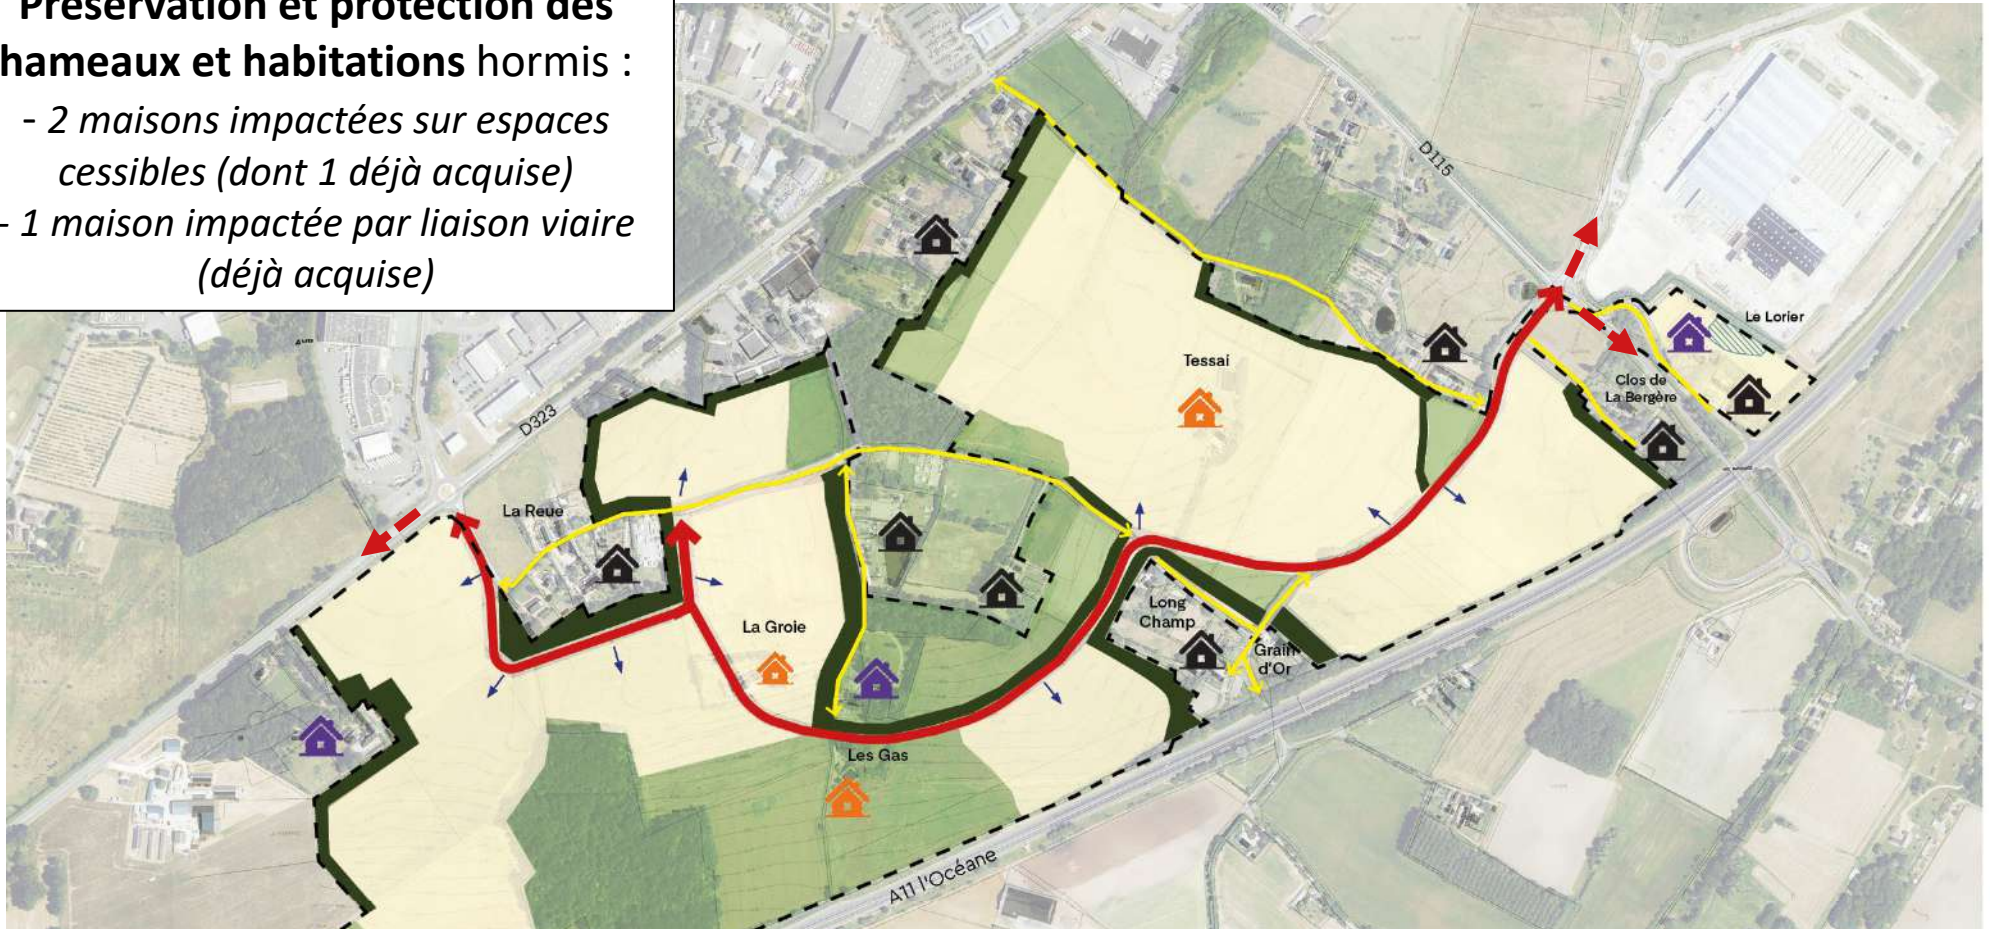 Préservation et protection des
hameaux et habitations hormis :
- 2 maisons impactées sur espaces
cessibles (dont 1 déjà acquise)
- 1 maison impactée par liaison viaire
(déjà acquise)
D115
Le Lorier
Tessai
Clos de
La Bergère
D323
La Reue
Long
Champ
La Groie
Grain
d'Or
Les Gas
A11 l'Océane